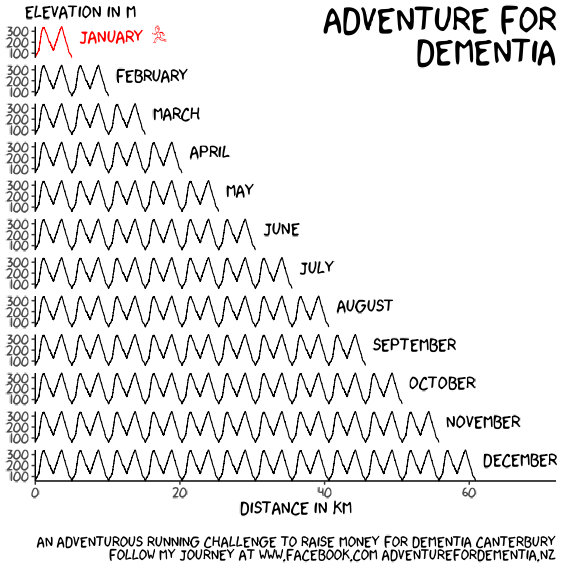 ELEVATION IN M
ADVENTURE FOR
DEMENTIA
300
200
100
JANUARY
300
200
100
FEBRUARY
300
200
100
MARCH
300
200
100
APRIL
300
200
100
MAY
300
200
100
JUNE
300
200
100
JULY
300
200
100
AUGUST
300
200
100
SEPTEMBER
300
200
100
OCTOBER
300
200
100
NOVEMBER
300
200
100
DECEMBER
0 20 40 60
DISTANCE IN KM
AN ADVENTUROUS RUNNING CHALLENGE TO RAISE MONEY FOR DEMENTIA CANTERBURY
FOLLOW MY JOURNEY AT WWW.FACEBOOK.COM ADVENTUREFORDEMENTIA.NZ